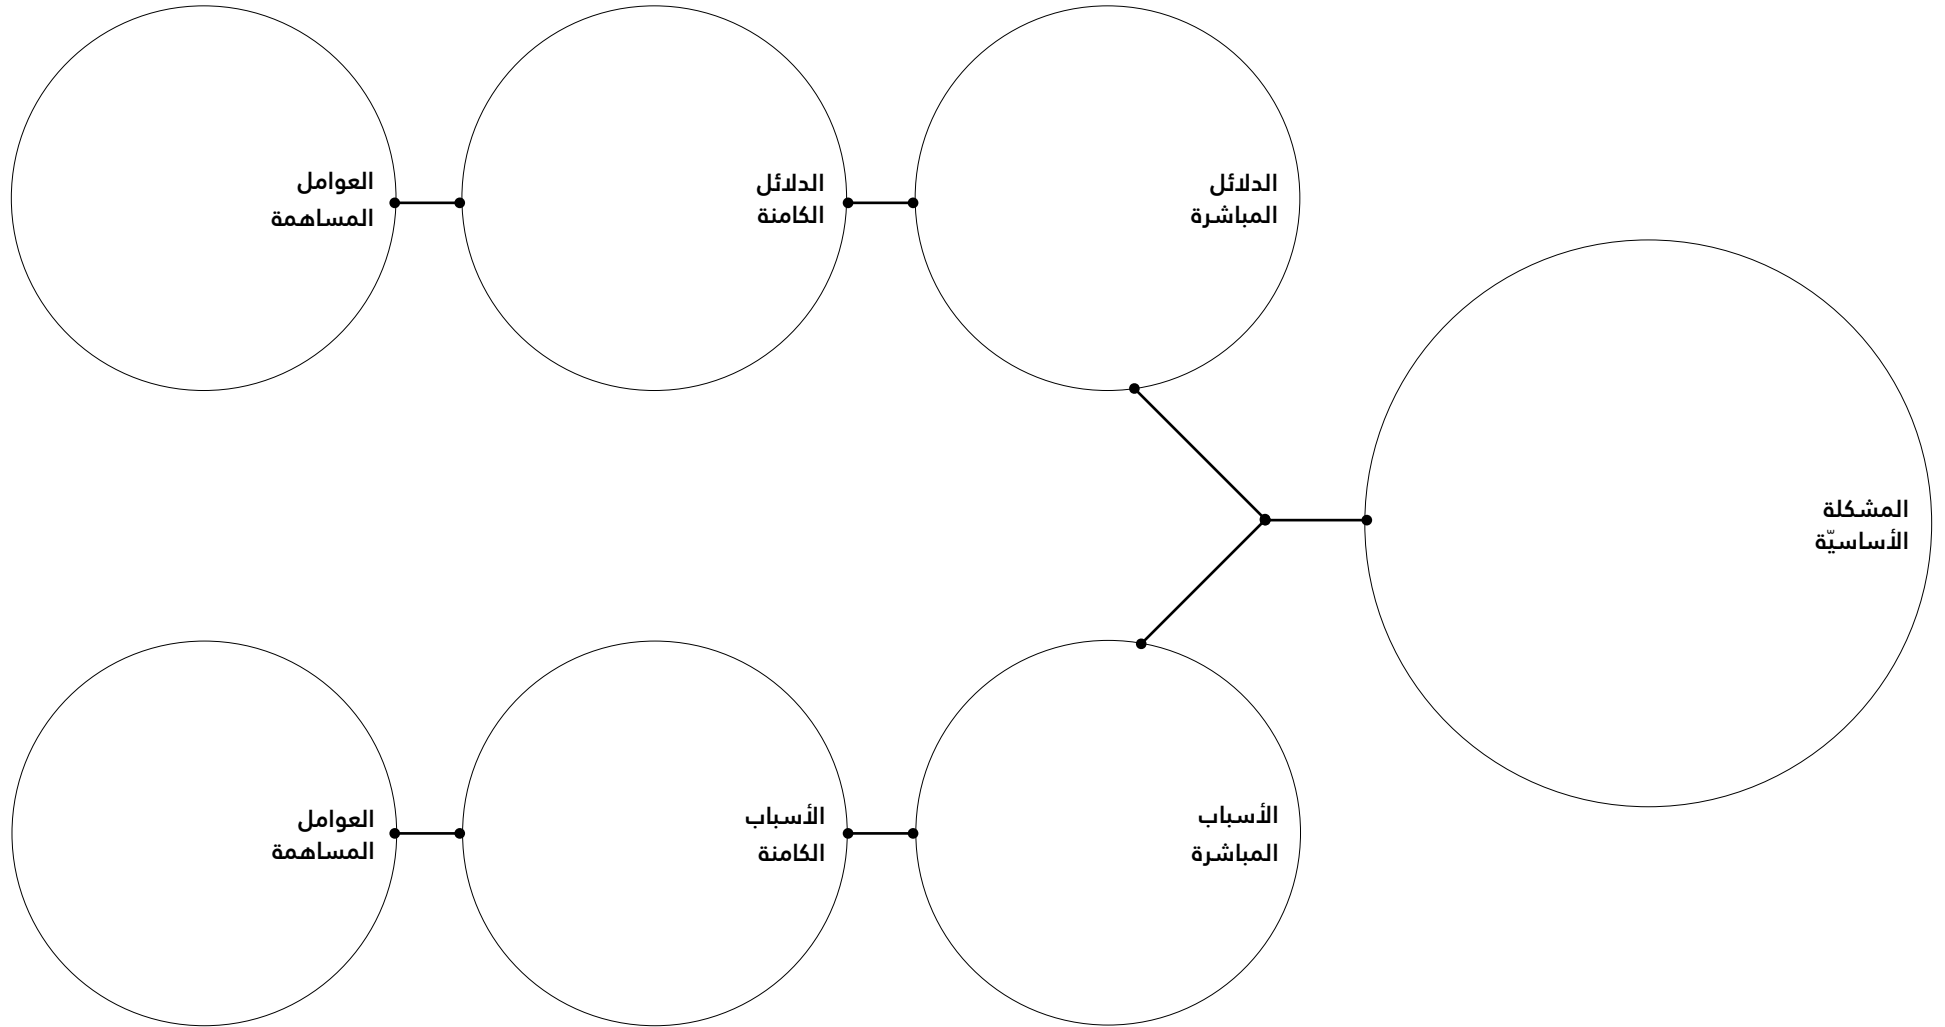 الدلائل
المباشرة
الدلائل
الكامنة
العوامل
المساهمة
المشكلة
الأساسيّة
الأسباب
المباشرة
الأسباب
الكامنة
العوامل
المساهمة